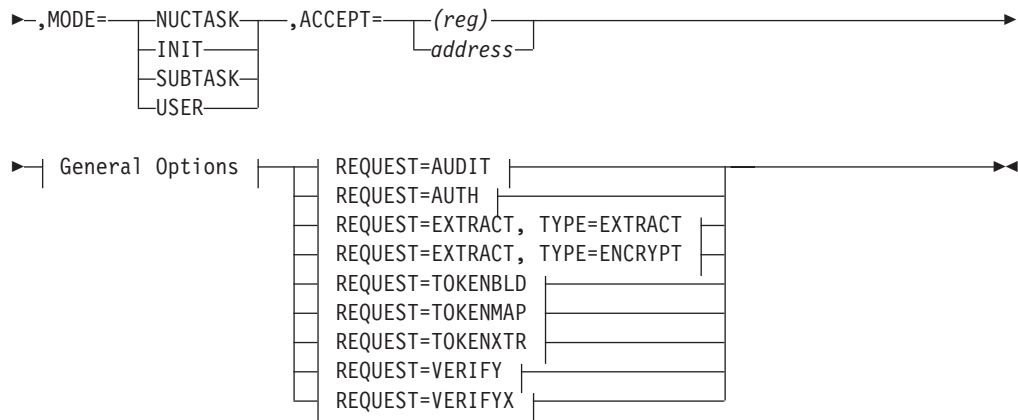 ,MODE= NUCTASK ,ACCEPT= (reg)
INIT address
SUBTASK
USER
General Options REQUEST=AUDIT
REQUEST=AUTH
REQUEST=EXTRACT, TYPE=EXTRACT
REQUEST=EXTRACT, TYPE=ENCRYPT
REQUEST=TOKENBLD
REQUEST=TOKENMAP
REQUEST=TOKENXTR
REQUEST=VERIFY
REQUEST=VERIFYX